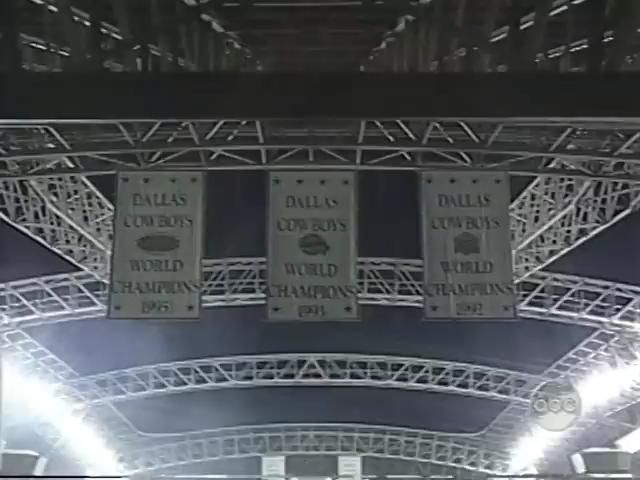 DALLAS
COWBOYS
WORLD
CHAMPIONS
1995
DALLAS
COWBOYS
WORLD
CHAMPIONS
1993
DALLAS
COWBOYS
WORLD
CHAMPIONS
1992
abc